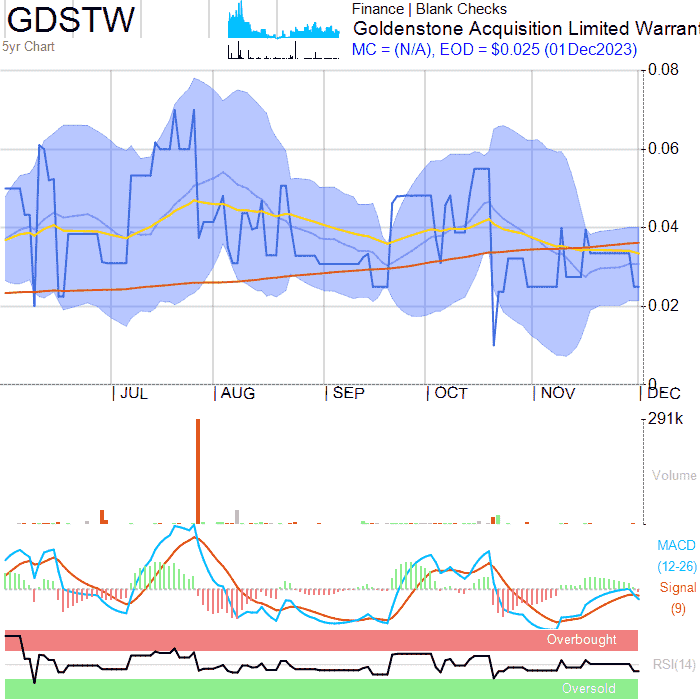 GDSTW
5yr Chart
Finance | Blank Checks
Goldenstone Acquisition Limited Warrant
MC = (N/A), EOD = $0.025 (01Dec2023)
0.08
0.06
0.04
0.02
0
| JUL
| AUG
| SEP
| OCT
| NOV
| DEC
291k
Volume
MACD
(12-26)
Signal
(9)
Overbought
RSI(14)
Oversold